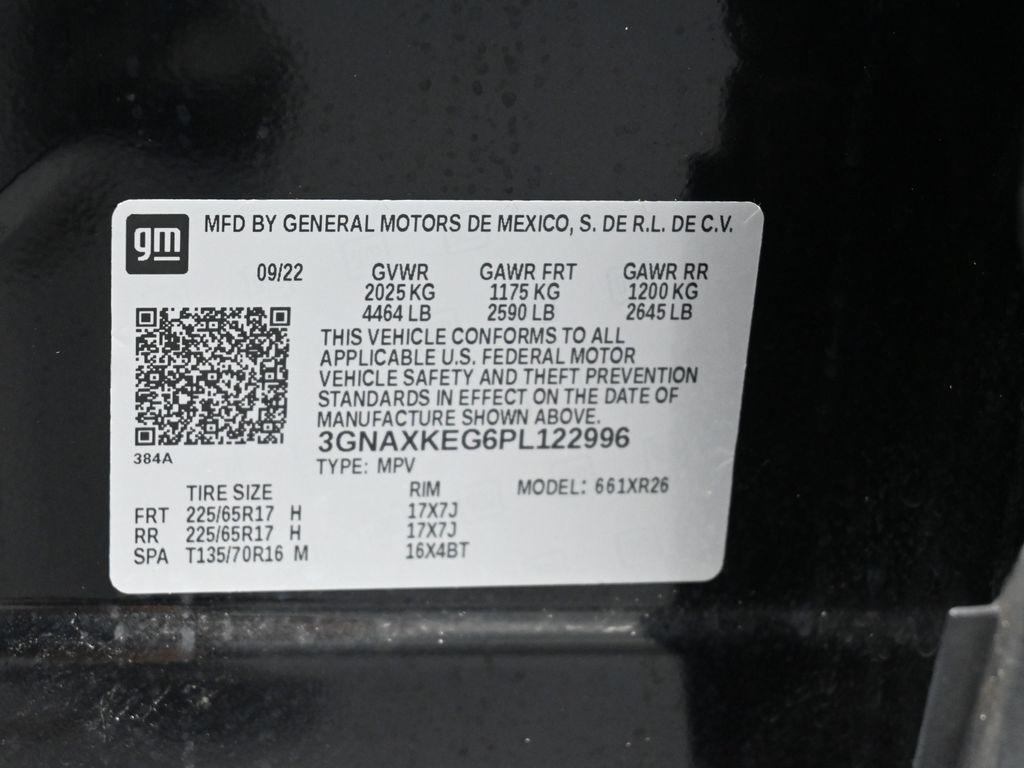 gm
MFD BY GENERAL MOTORS DE MEXICO, S. DE R.L. DE C.V.
09/22 GVWR GAWR FRT GAWR RR
2025 KG 1175 KG 1200 KG
4464 LB 2590 LB 2645 LB
THIS VEHICLE CONFORMS TO ALL
APPLICABLE U.S. FEDERAL MOTOR
VEHICLE SAFETY AND THEFT PREVENTION
STANDARDS IN EFFECT ON THE DATE OF
MANUFACTURE SHOWN ABOVE.
3GNAXKEG6PL122996
384A
TYPE: MPV
TIRE SIZE RIM MODEL: 661XR26
FRT 225/65R17 H 17X7J
RR 225/65R17 H 17X7J
SPA T135/70R16 M 16X4BT